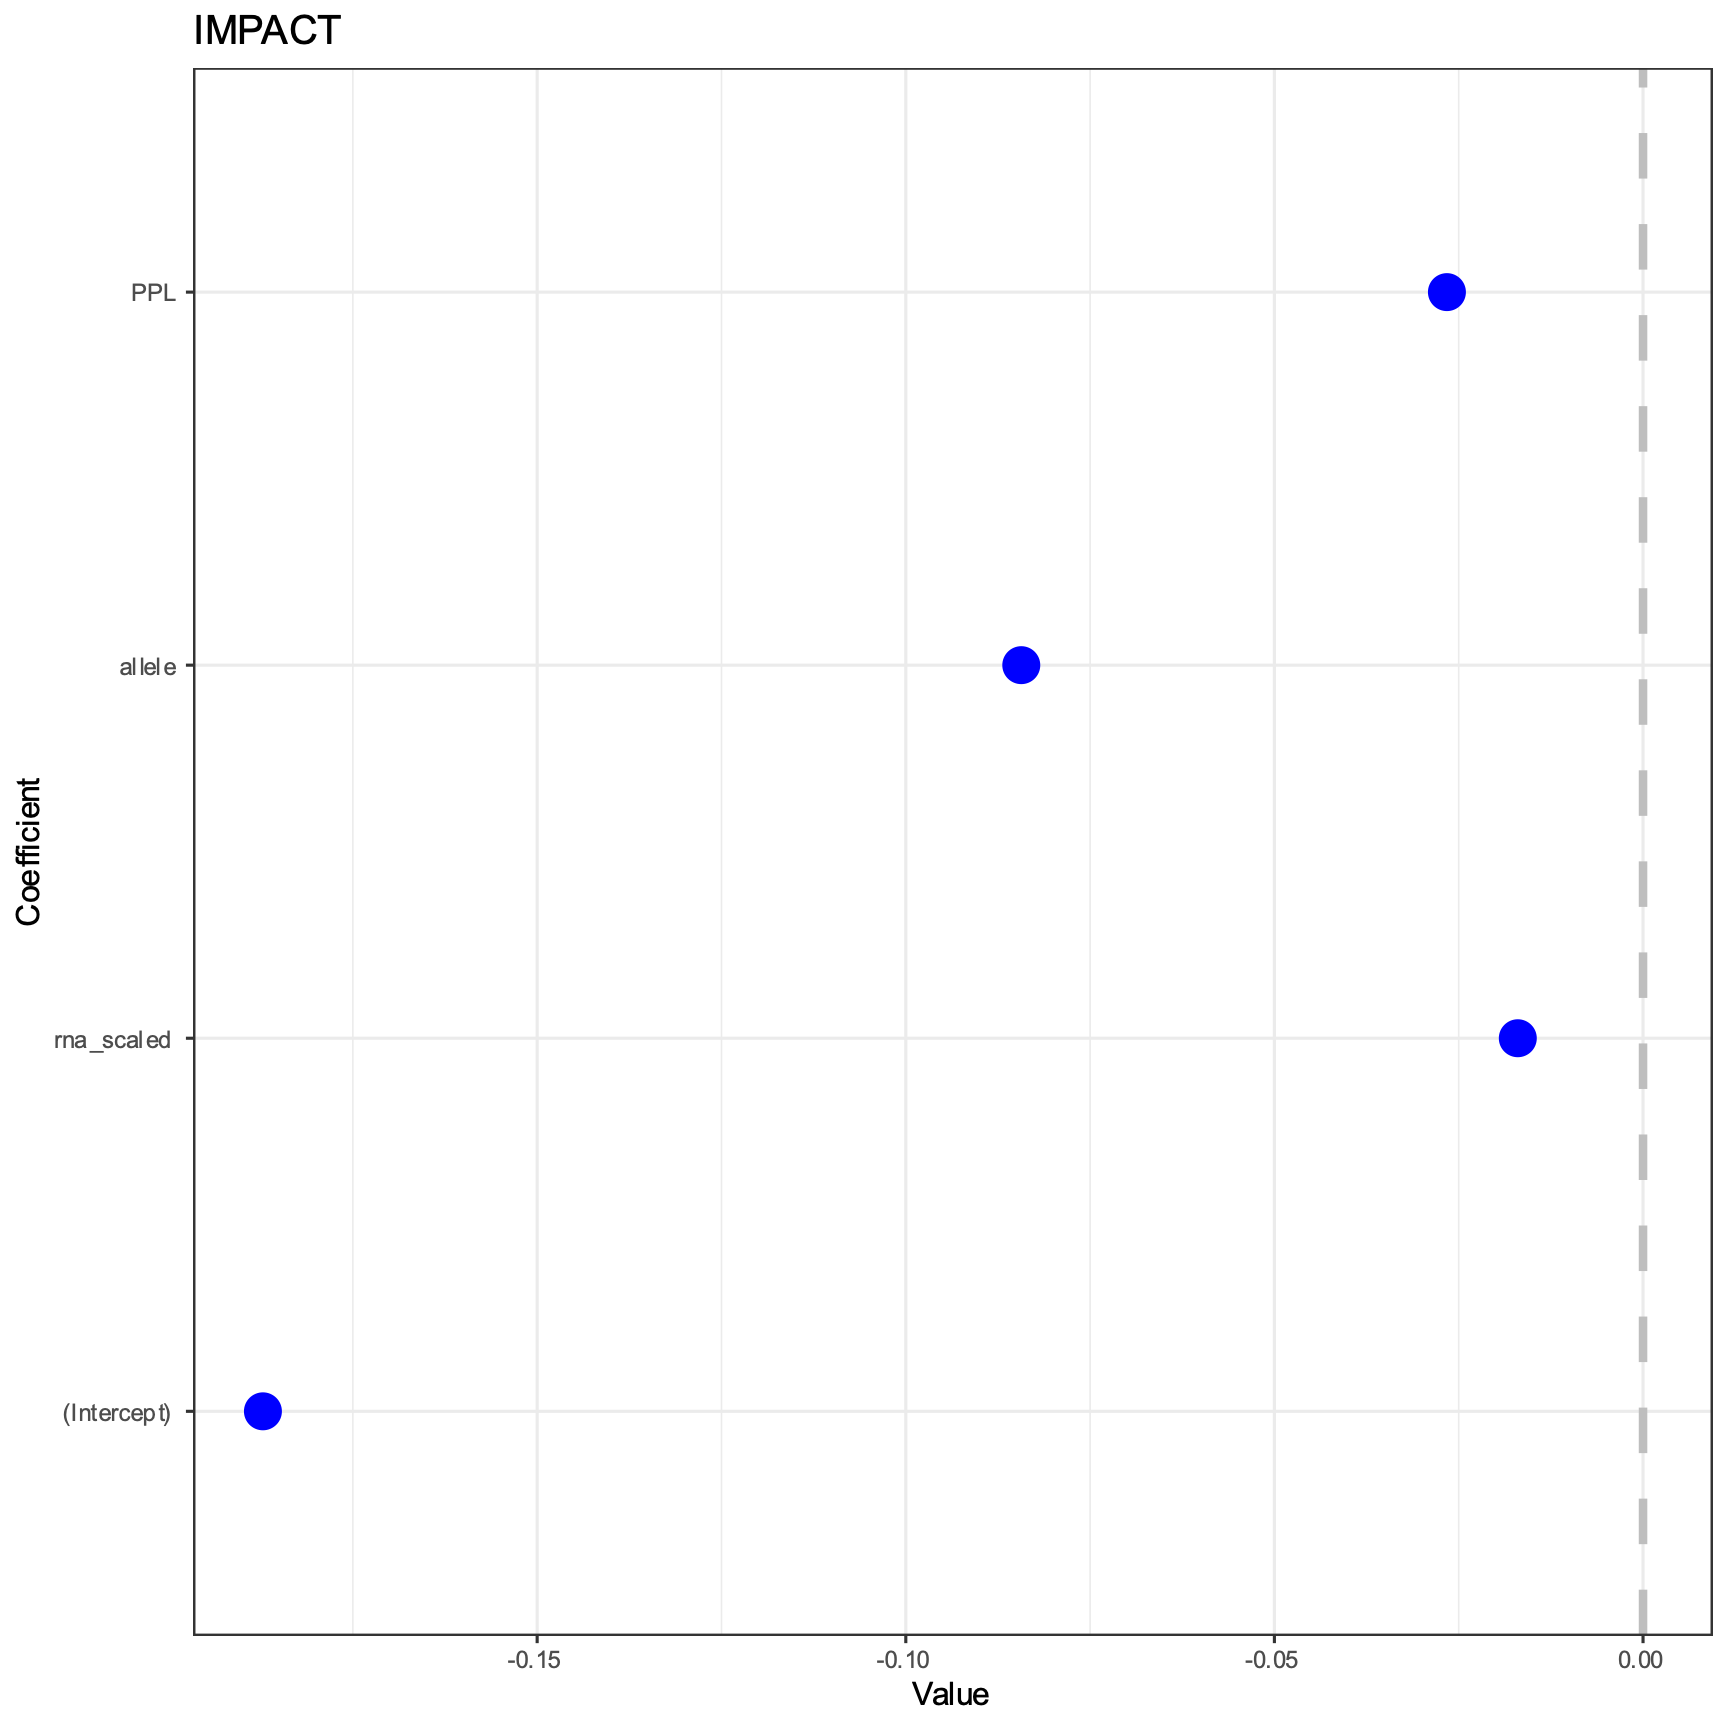 IMPACT
PPL
allele
rna_scaled
(Intercept)
Coefficient
-0.15
-0.10
-0.05
0.00
Value